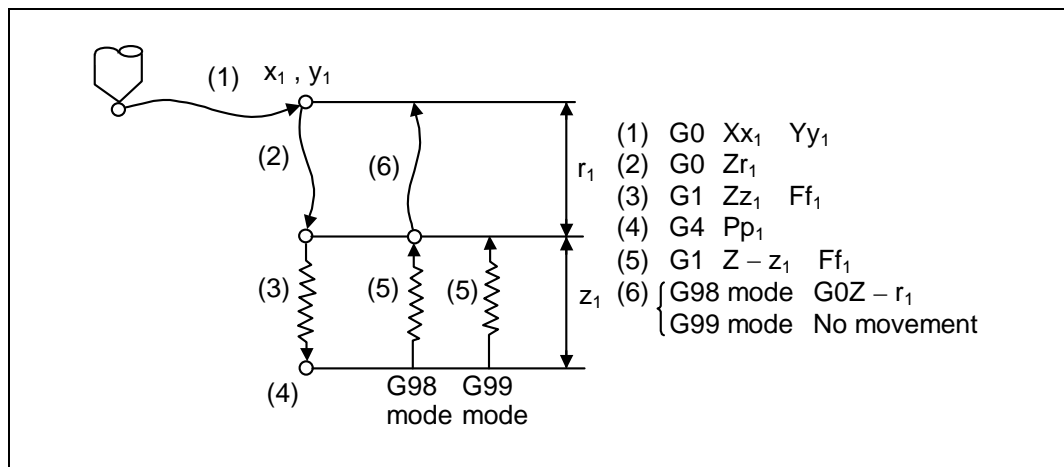 (1) x₁ , y₁
(2)
(6)
r₁
(3)
(5)
(5)
z₁
(4)
G98 mode
G99 mode
(1) G0 Xx₁ Yy₁
(2) G0 Zr₁
(3) G1 Zz₁ Ff₁
(4) G4 Pp₁
(5) G1 Z – z₁ Ff₁
(6) G98 mode G0Z – r₁
G99 mode No movement